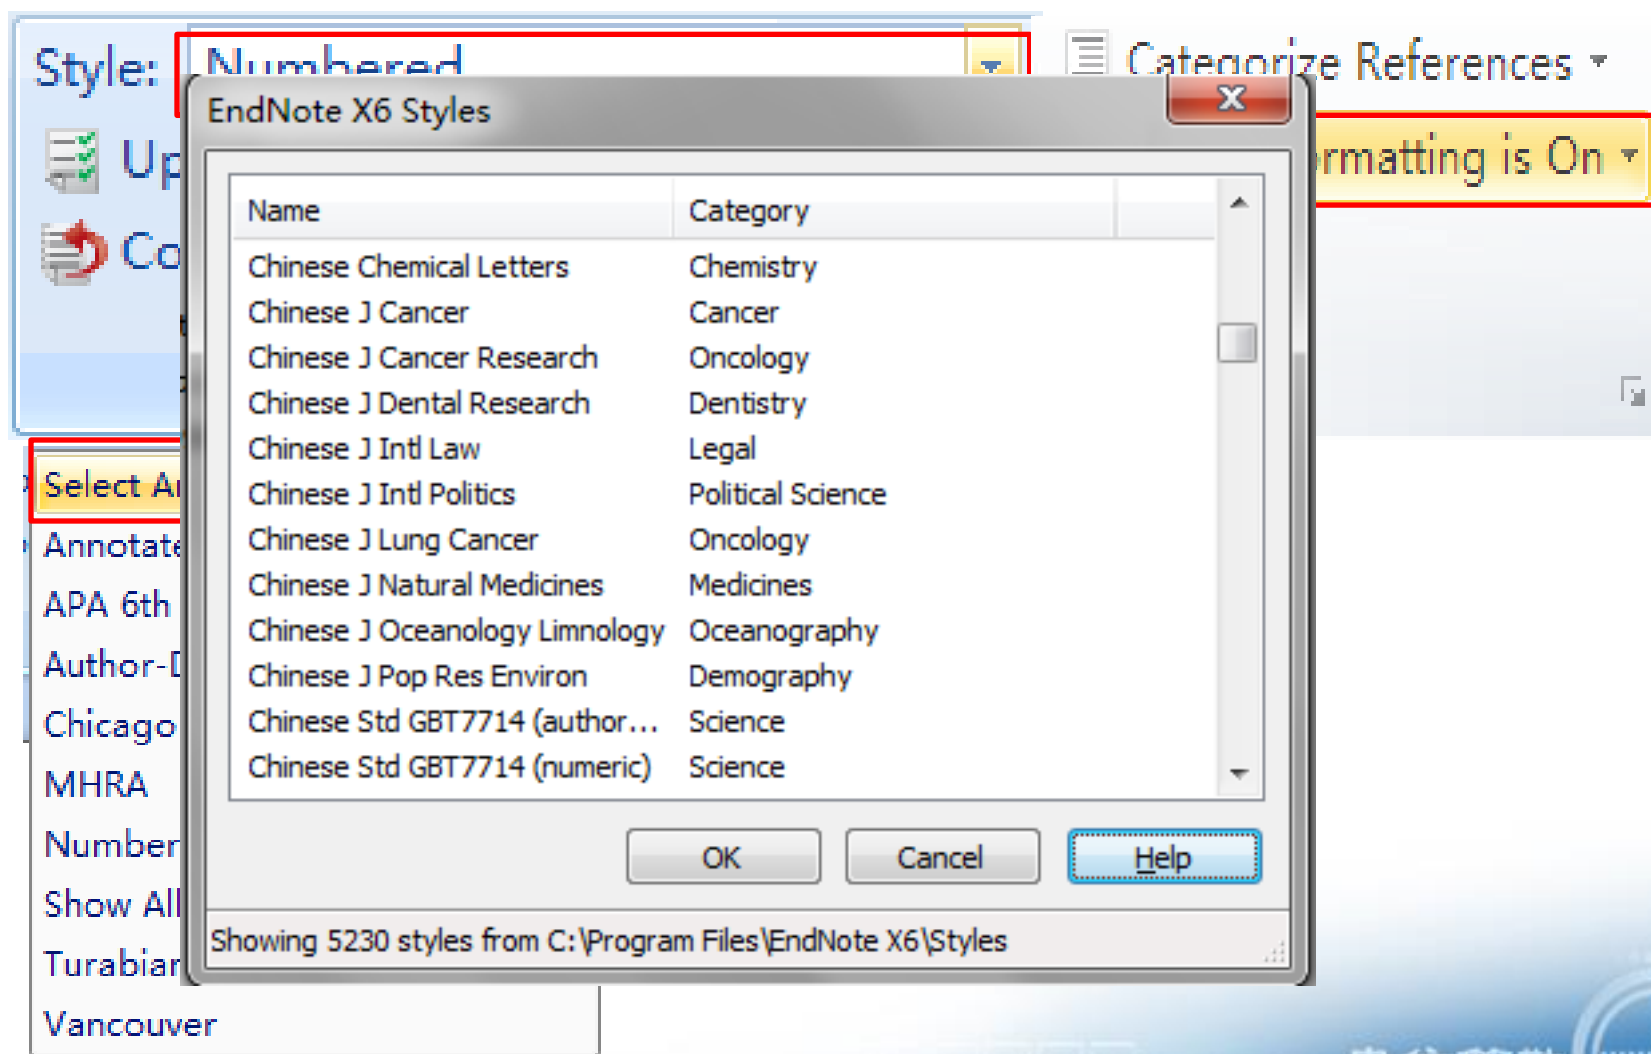 Style: Numbered
Categorize References
Up
rmatting is On
Co
EndNote X6 Styles
Name Category
Chinese Chemical Letters Chemistry
Chinese J Cancer Cancer
Chinese J Cancer Research Oncology
Chinese J Dental Research Dentistry
Chinese J Intl Law Legal
Chinese J Intl Politics Political Science
Chinese J Lung Cancer Oncology
Chinese J Natural Medicines Medicines
Chinese J Oceanology Limnology Oceanography
Chinese J Pop Res Environ Demography
Chinese Std GBT7714 (author... Science
Chinese Std GBT7714 (numeric) Science
OK Cancel Help
Showing 5230 styles from C:\Program Files\EndNote X6\Styles
Select A
Annotate
APA 6th
Author-D
Chicago
MHRA
Number
Show All
Turabian
Vancouver